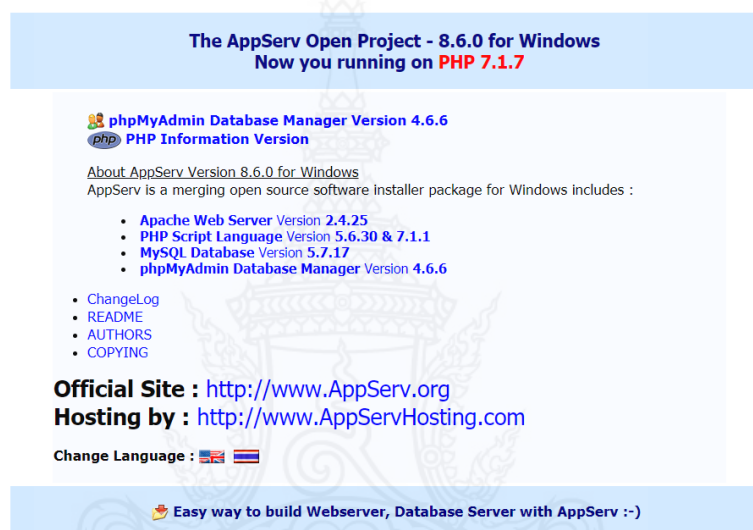 The AppServ Open Project - 8.6.0 for Windows
Now you running on PHP 7.1.7
phpMyAdmin Database Manager Version 4.6.6
php PHP Information Version
About AppServ Version 8.6.0 for Windows
AppServ is a merging open source software installer package for Windows includes :
Apache Web Server Version 2.4.25
PHP Script Language Version 5.6.30 & 7.1.1
MySQL Database Version 5.7.17
phpMyAdmin Database Manager Version 4.6.6
ChangeLog
README
AUTHORS
COPYING
Official Site : http://www.AppServ.org
Hosting by : http://www.AppServHosting.com
Change Language :
Easy way to build Webserver, Database Server with AppServ :-)